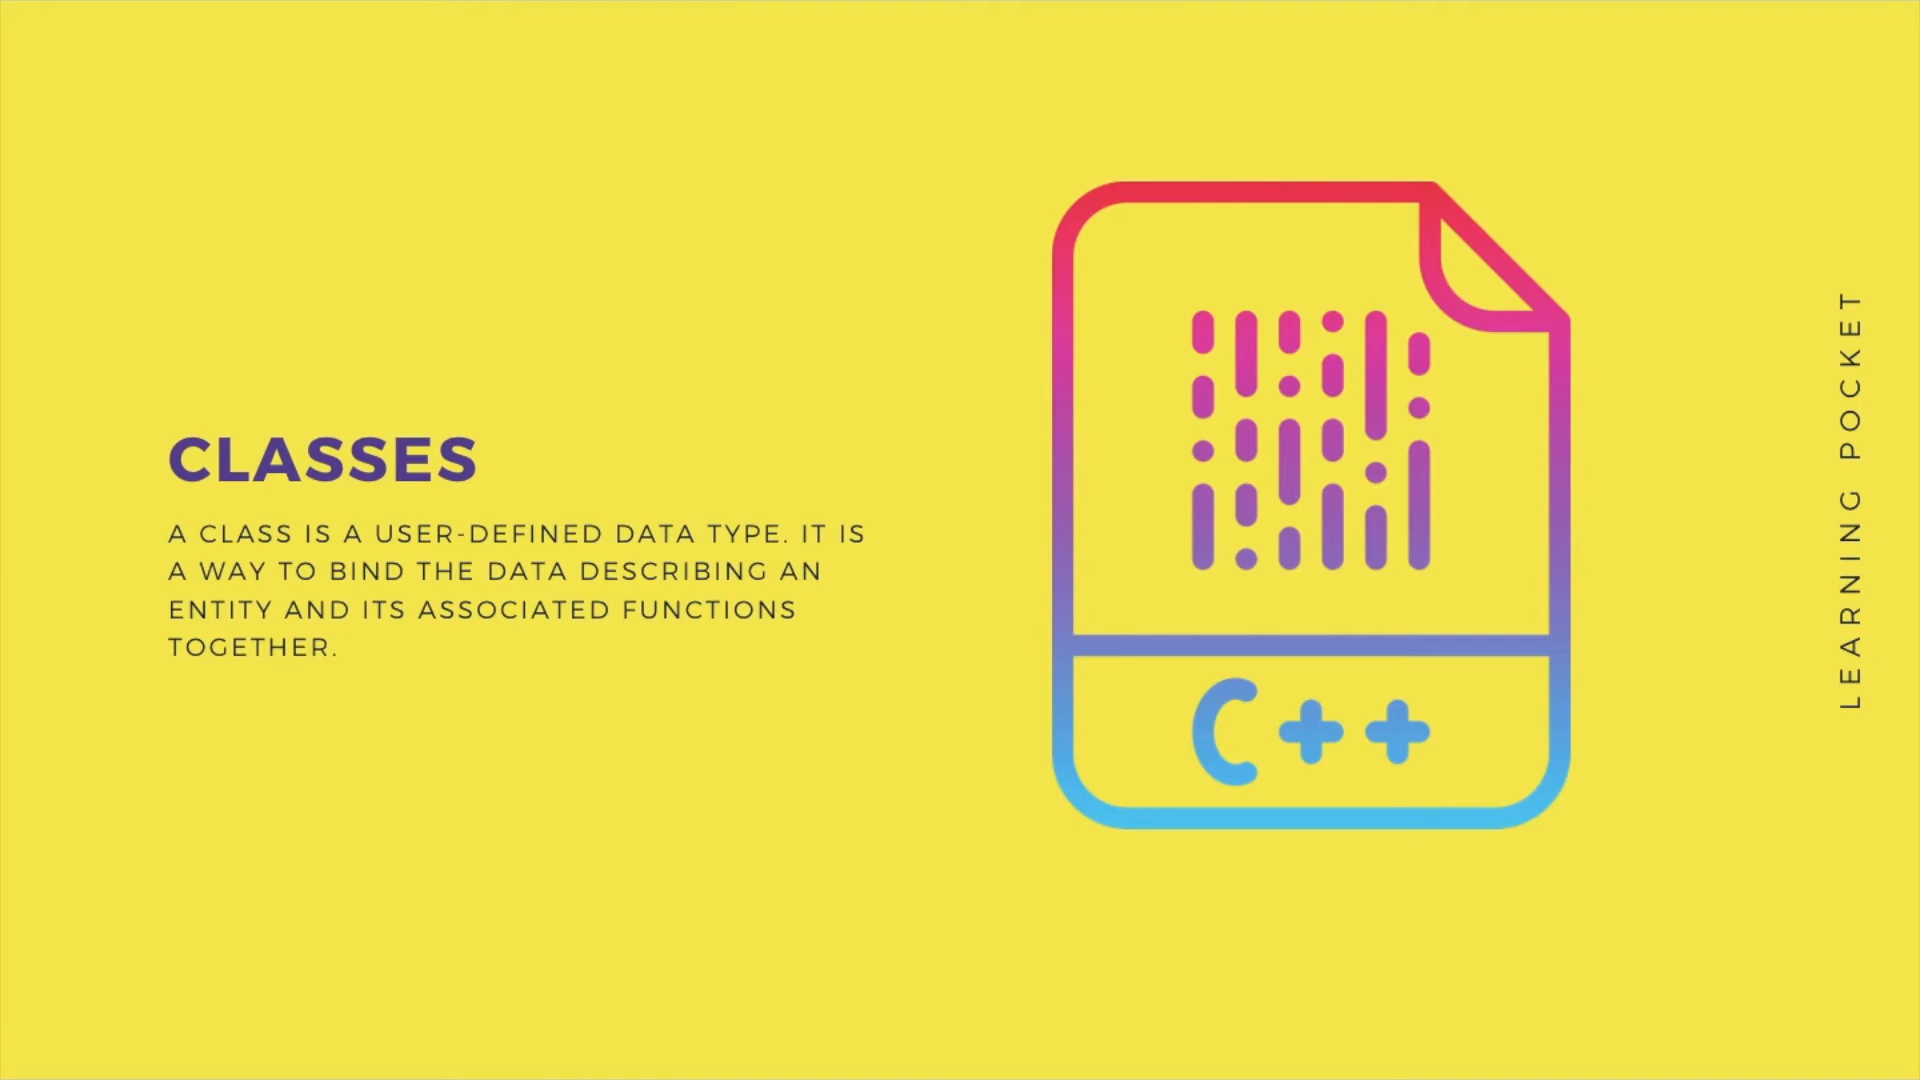 CLASSES
A CLASS IS A USER-DEFINED DATA TYPE. IT IS
A WAY TO BIND THE DATA DESCRIBING AN
ENTITY AND ITS ASSOCIATED FUNCTIONS
TOGETHER.
C++
LEARNING POCKET